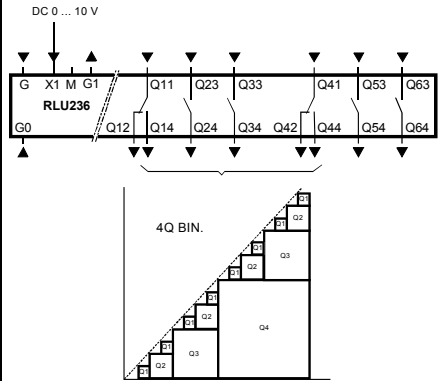 DC 0 ... 10 V
G X1 M G1 Q11 Q23 Q33 Q41 Q53 Q63
RLU236
G0 Q12 Q14 Q24 Q34 Q42 Q44 Q54 Q64
4Q BIN.
Q1
Q1 Q2
Q1 Q3
Q1 Q2
Q1
Q1 Q2 Q4
Q1 Q3
Q1 Q2